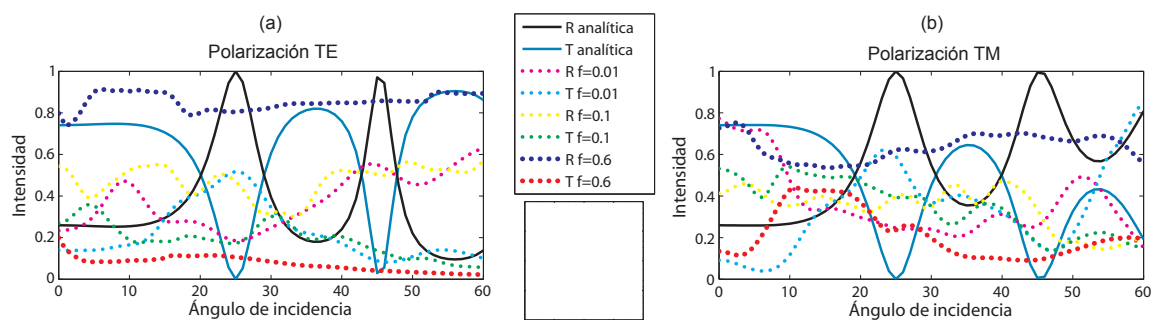 (a)
Polarización TE
Intensidad
1
0.8
0.6
0.4
0.2
0
0 10 20 30 40 50 60
Ángulo de incidencia
R analítica
T analítica
R f=0.01
T f=0.01
R f=0.1
T f=0.1
R f=0.6
T f=0.6
(b)
Polarización TM
Intensidad
1
0.8
0.6
0.4
0.2
0
0 10 20 30 40 50 60
Ángulo de incidencia